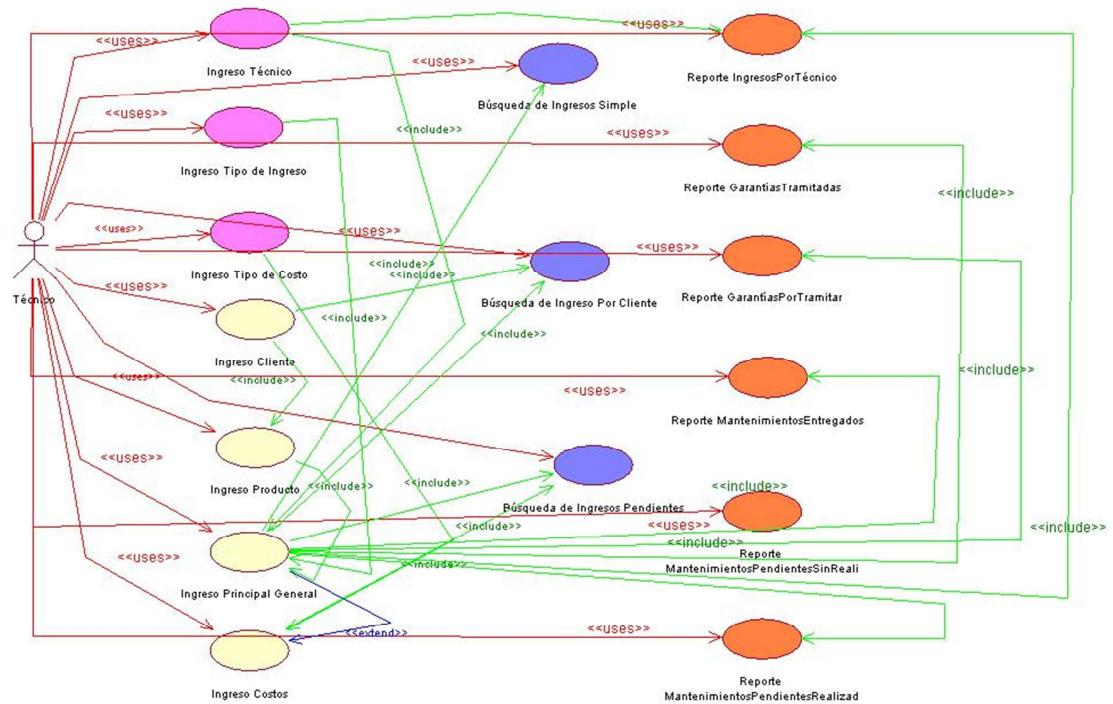 <<uses>>
<<uses>>
Ingreso Técnico
<<uses>>
<<uses>>
Reporte IngresosPorTécnico
<<uses>>
Búsqueda de Ingresos Simple
<<uses>>
<<include>>
<<uses>>
Ingreso Tipo de Ingreso
Reporte GarantíasTramitadas
<<include>>
<<uses>>
<<uses>>
<<uses>>
Ingreso Tipo de Costo
<<include>>
<<include>>
Técnico
<<uses>>
Búsqueda de Ingreso Por Cliente
Reporte GarantíasPorTramitar
<<include>>
<<include>>
Ingreso Cliente
<<uses>>
<<include>>
<<include>>
<<uses>>
Reporte MantenimientosEntregados
<<uses>>
Ingreso Producto
<<include>>
<<include>>
<<include>>
Búsqueda de Ingresos Pendientes
<<include>>
<<uses>>
<<include>>
<<include>>
<<uses>>
<<include>>
Reporte
MantenimientosPendientesSinReali
Ingreso Principal General
<<extend>>
<<uses>>
Ingreso Costos
Reporte
MantenimientosPendientesRealizad